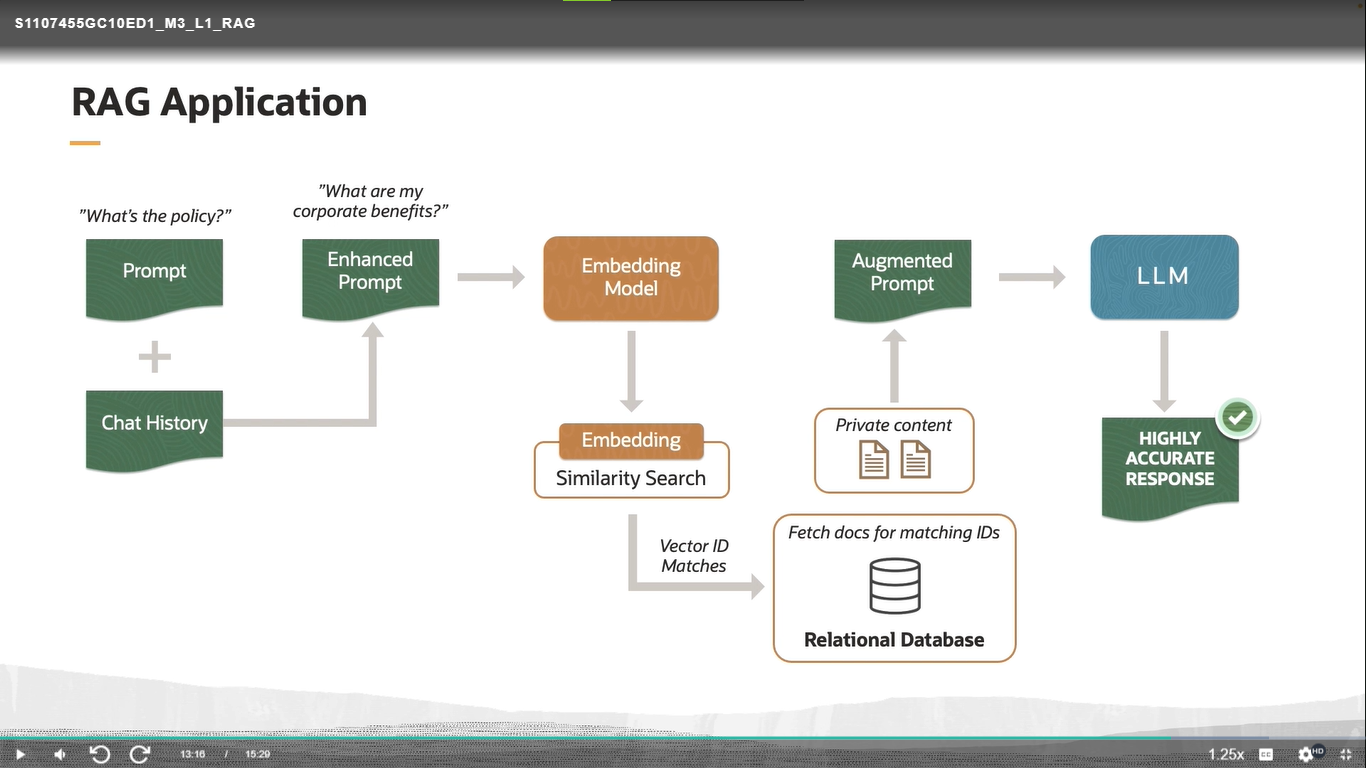 S1107455GC10ED1_M3_L1_RAG
RAG Application
"What's the policy?"
Prompt
Chat History
"What are my
corporate benefits?"
Enhanced
Prompt
Embedding
Model
Embedding
Similarity Search
Vector ID
Matches
Fetch docs for matching IDs
Relational Database
Private content
Augmented
Prompt
LLM
HIGHLY
ACCURATE
RESPONSE
13:16 / 15:29
1.25x
CC
HD